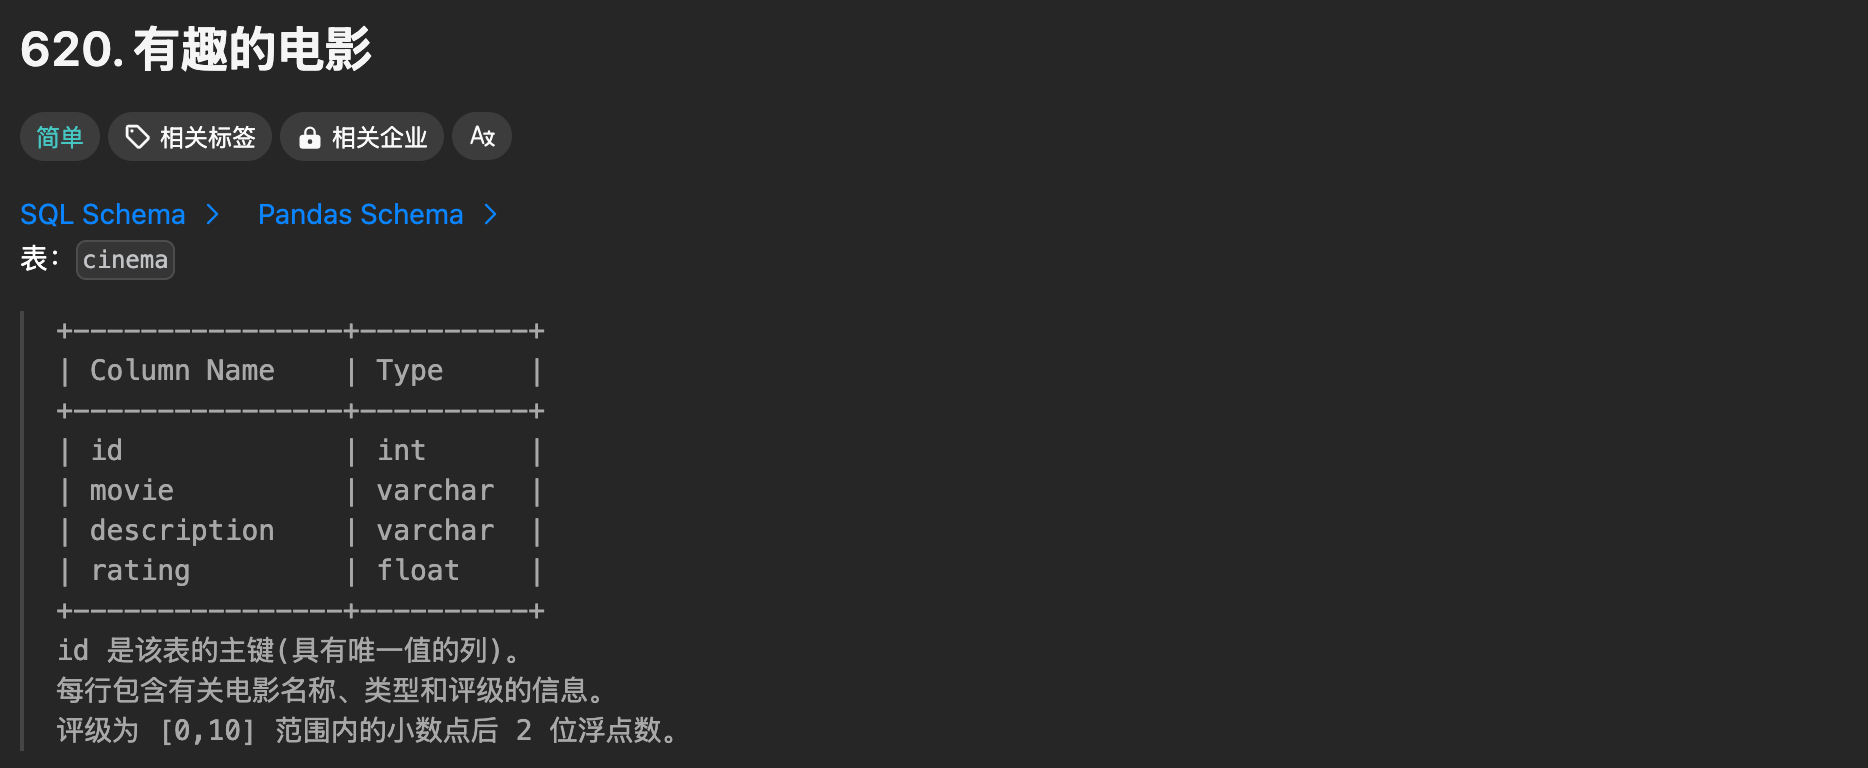 620. 有趣的电影
简单 相关标签 相关企业
SQL Schema > Pandas Schema >
表： cinema
+----------------+----------+
| Column Name    | Type     |
+----------------+----------+
| id             | int      |
| movie          | varchar  |
| description    | varchar  |
| rating         | float    |
+----------------+----------+
id 是该表的主键(具有唯一值的列)。
每行包含有关电影名称、类型和评级的信息。
评级为 [0,10] 范围内的小数点后 2 位浮点数。